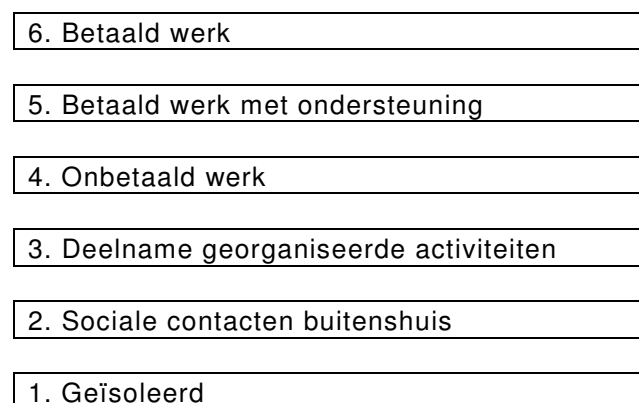 6. Betaald werk
5. Betaald werk met ondersteuning
4. Onbetaald werk
3. Deelname georganiseerde activiteiten
2. Sociale contacten buitenshuis
1. Geïsoleerd